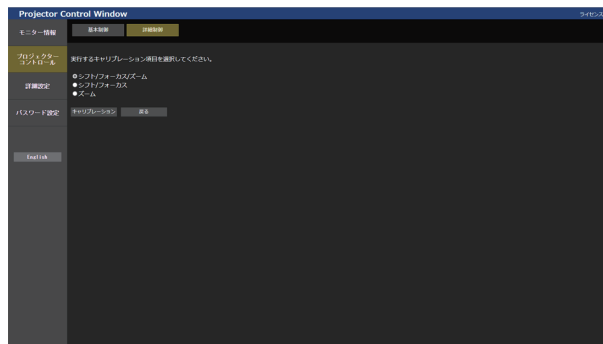 Projector Control Window
ライセンス
モニター情報
基本制御
詳細制御
プロジェクター
コントロール
実行するキャリブレーション項目を選択してください。
シフト/フォーカス/ズーム
シフト/フォーカス
ズーム
詳細設定
キャリブレーション
戻る
パスワード設定
English